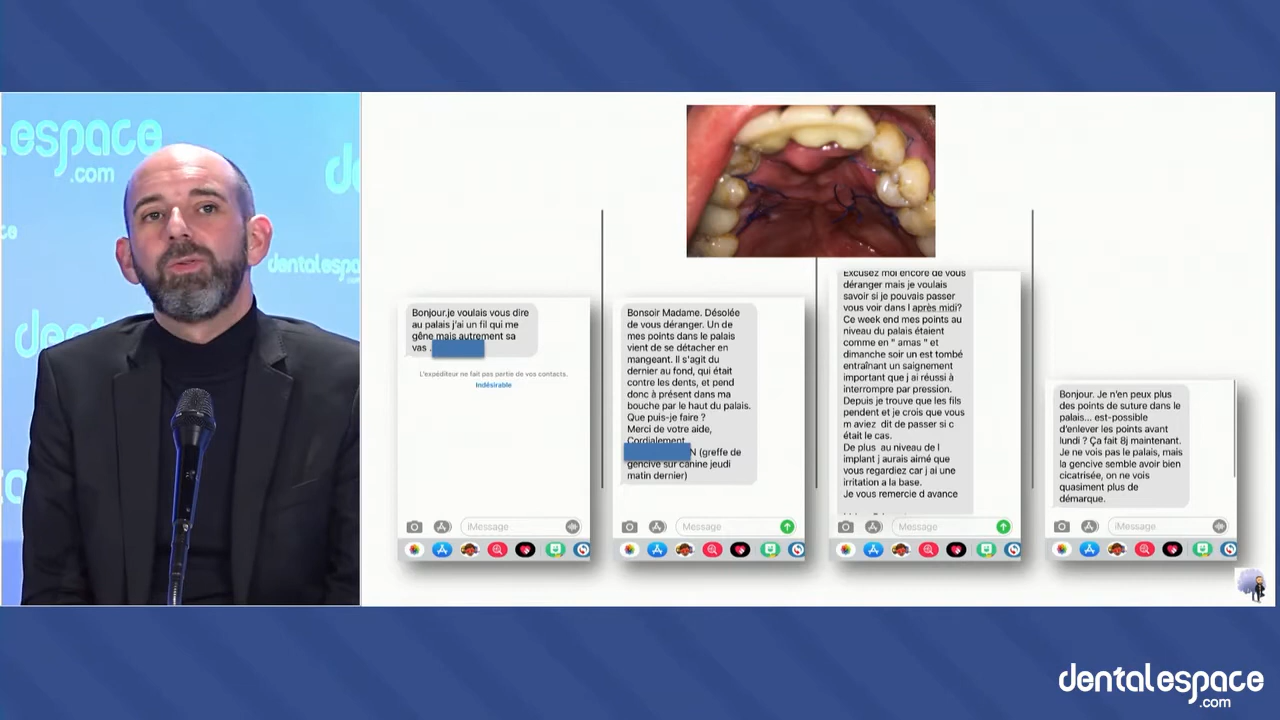 espace
.com
dentalespa
Bonjour.je voulais vous dire
au palais j'ai un fil qui me
gêne mais autrement sa
vas .
L'expéditeur ne fait pas partie de vos contacts.
Indésirable
iMessage
Bonsoir Madame. Désolée
de vous déranger. Un de
mes points dans le palais
vient de se détacher en
mangeant. Il s'agit du
dernier au fond, qui était
contre les dents, et pend
donc à présent dans ma
bouche par le haut du palais.
Que puis-je faire ?
Merci de votre aide,
Cordialement
N (greffe de
gencive sur canine jeudi
matin dernier)
Message
Excusez moi encore de vous
déranger mais je voulais
savoir si je pouvais passer
vous voir dans l après midi?
Ce week end mes points au
niveau du palais étaient
comme en " amas " et
dimanche soir un est tombé
entraînant un saignement
important que j ai réussi à
interrompre par pression.
Depuis je trouve que les fils
pendent et je crois que vous
m aviez dit de passer si c
était le cas.
De plus au niveau de l
implant j aurais aimé que
vous regardiez car j ai une
irritation a la base.
Je vous remercie d avance
Message
Bonjour. Je n'en peux plus
des points de suture dans le
palais... est-possible
d'enlever les points avant
lundi ? Ça fait 8j maintenant.
Je ne vois pas le palais, mais
la gencive semble avoir bien
cicatrisée, on ne vois
quasiment plus de
démarque.
iMessage
dentalespace
.com